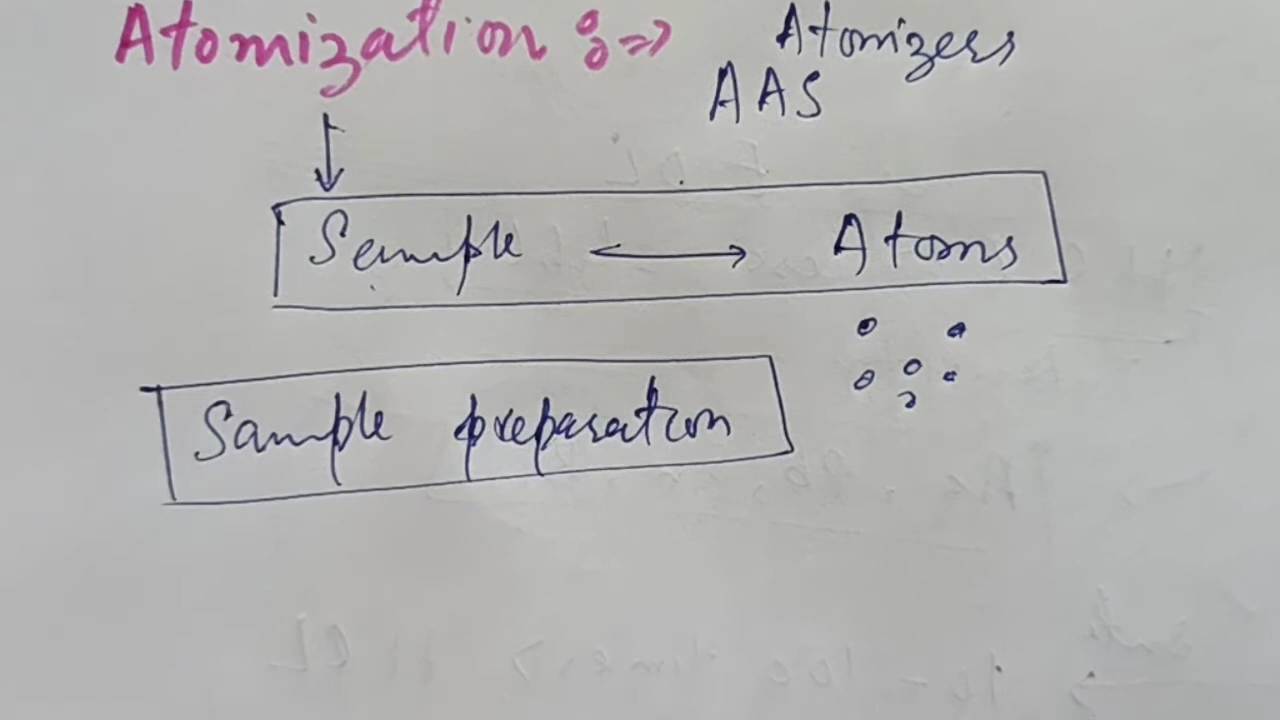 Atomization :⇒ Atomizers
AAS
↓
Sample ⟷ Atoms
Sample preparation